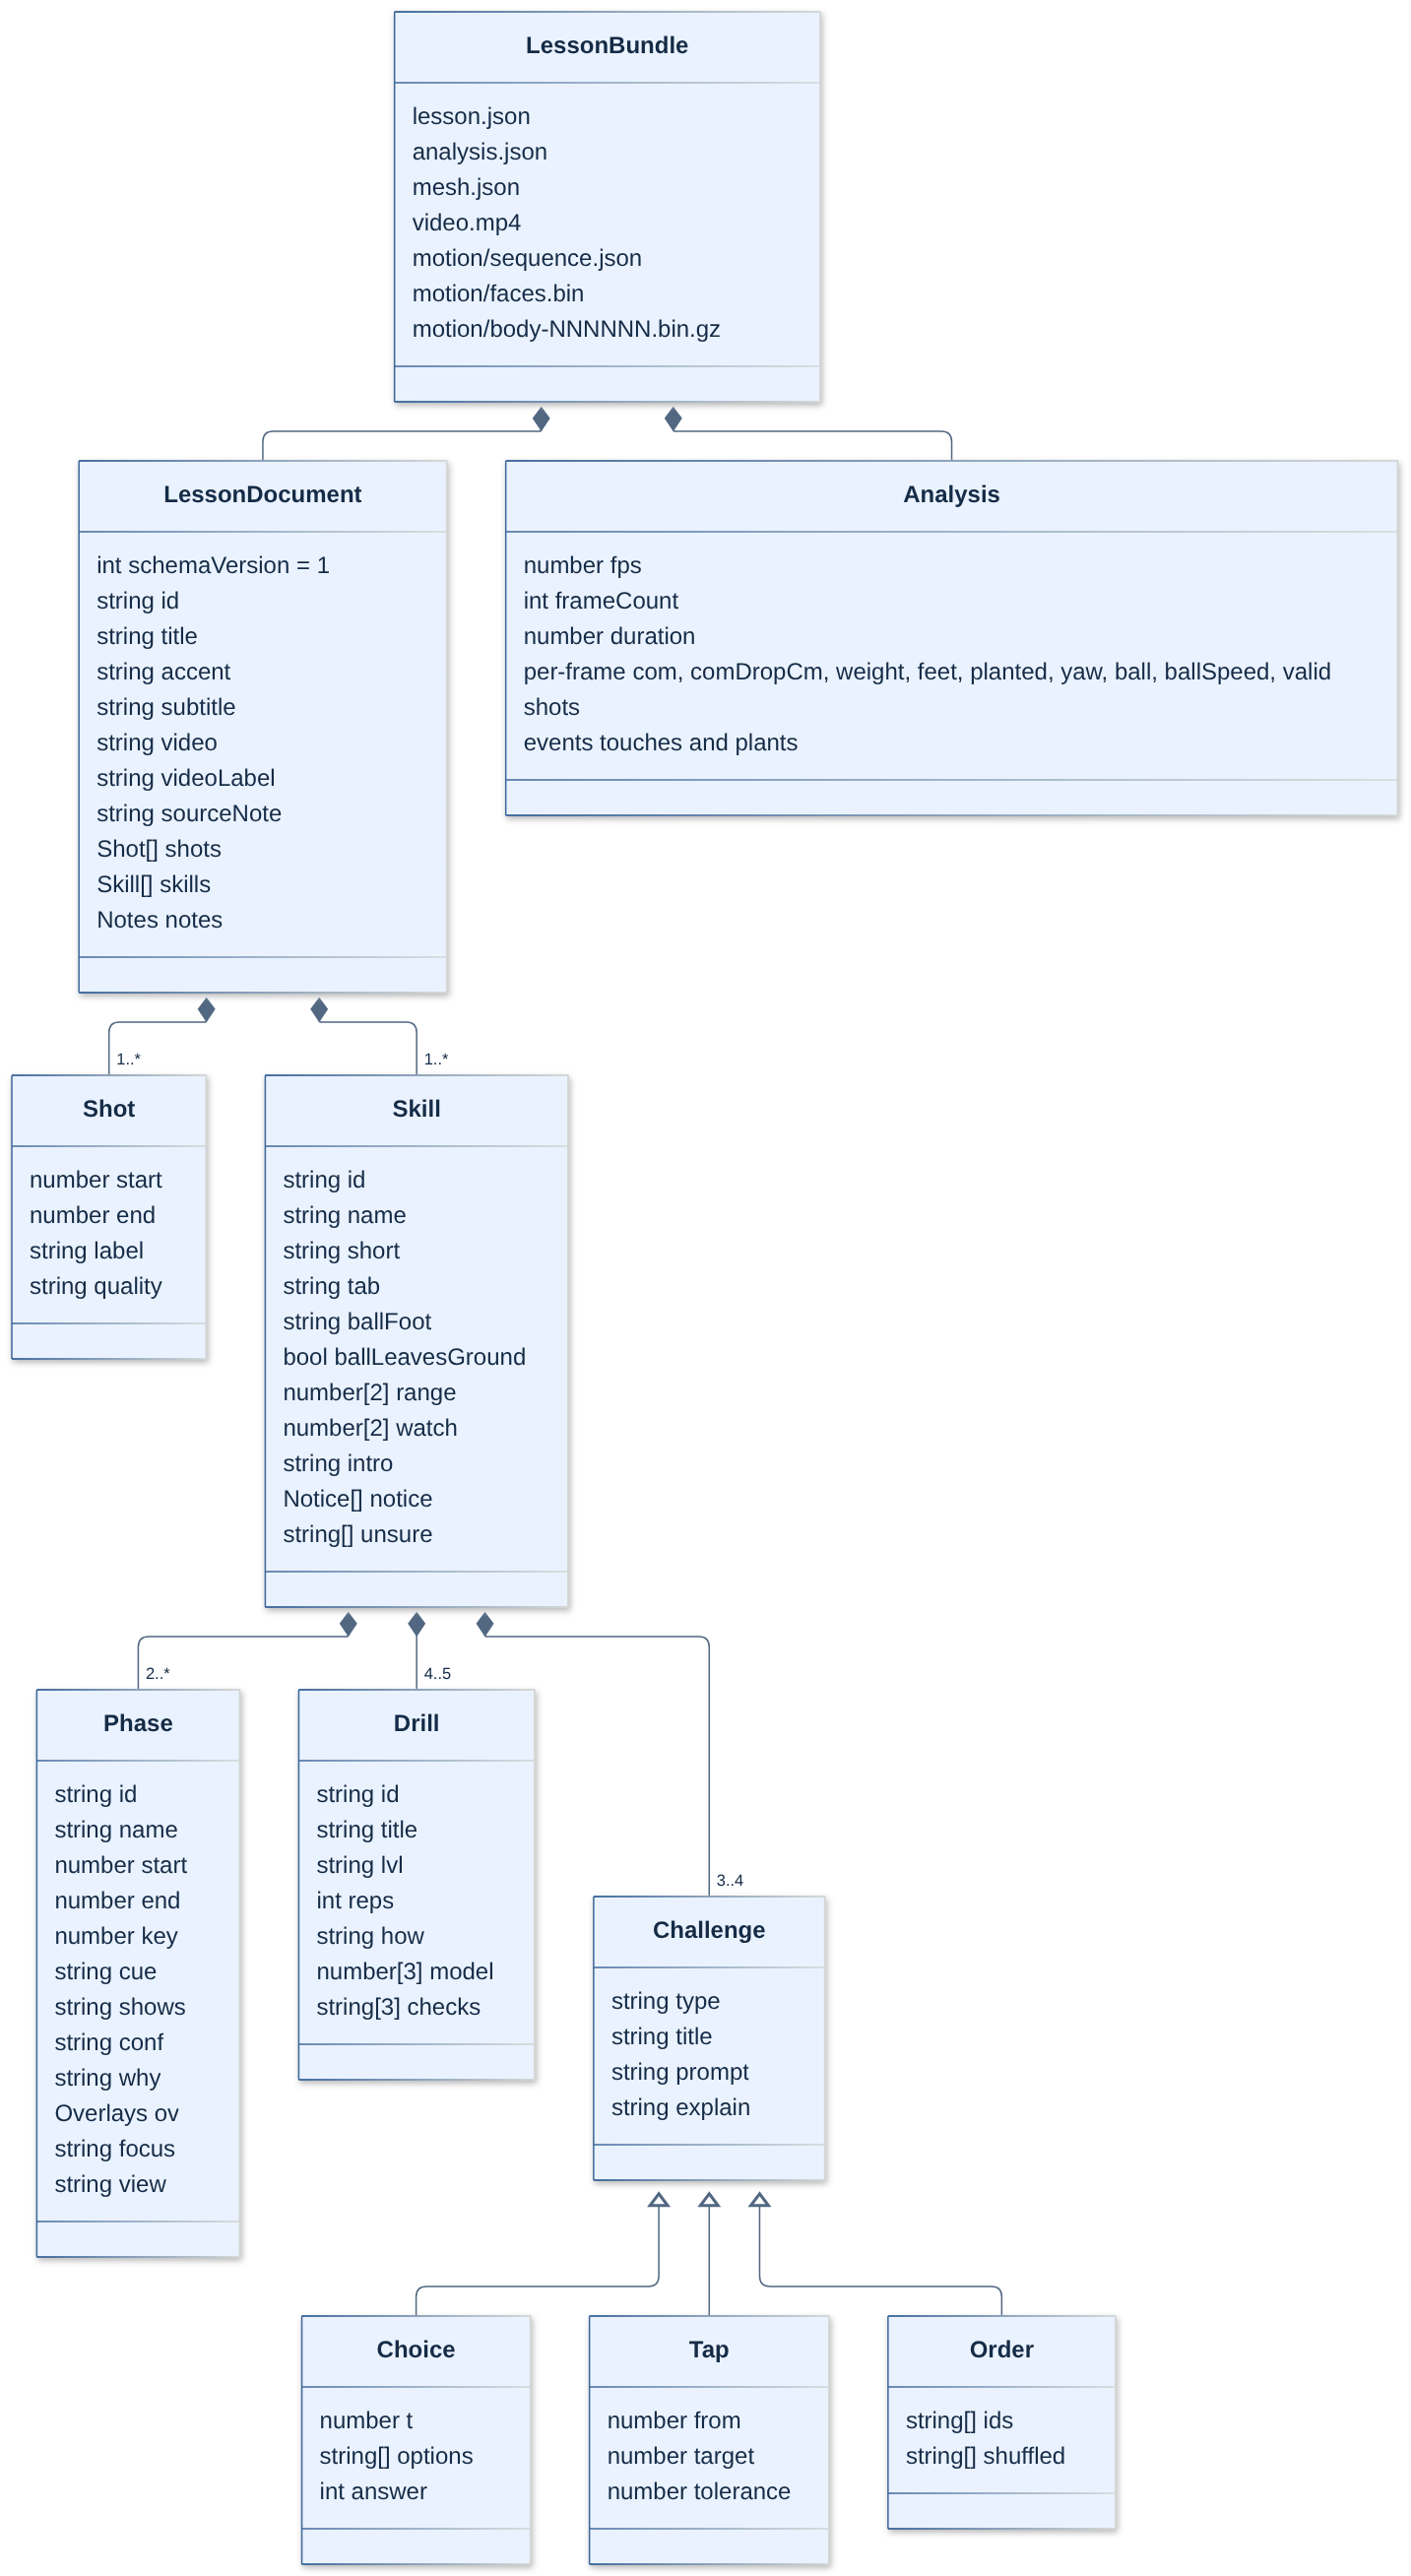 LessonBundle
lesson.json
analysis.json
mesh.json
video.mp4
motion/sequence.json
motion/faces.bin
motion/body-NNNNNN.bin.gz
LessonDocument
int schemaVersion = 1
string id
string title
string accent
string subtitle
string video
string videoLabel
string sourceNote
Shot[] shots
Skill[] skills
Notes notes
Analysis
number fps
int frameCount
number duration
per-frame com, comDropCm, weight, feet, planted, yaw, ball, ballSpeed, valid
shots
events touches and plants
1..*
1..*
Shot
number start
number end
string label
string quality
Skill
string id
string name
string short
string tab
string ballFoot
bool ballLeavesGround
number[2] range
number[2] watch
string intro
Notice[] notice
string[] unsure
2..*
4..5
3..4
Phase
string id
string name
number start
number end
number key
string cue
string shows
string conf
string why
Overlays ov
string focus
string view
Drill
string id
string title
string lvl
int reps
string how
number[3] model
string[3] checks
Challenge
string type
string title
string prompt
string explain
Choice
number t
string[] options
int answer
Tap
number from
number target
number tolerance
Order
string[] ids
string[] shuffled